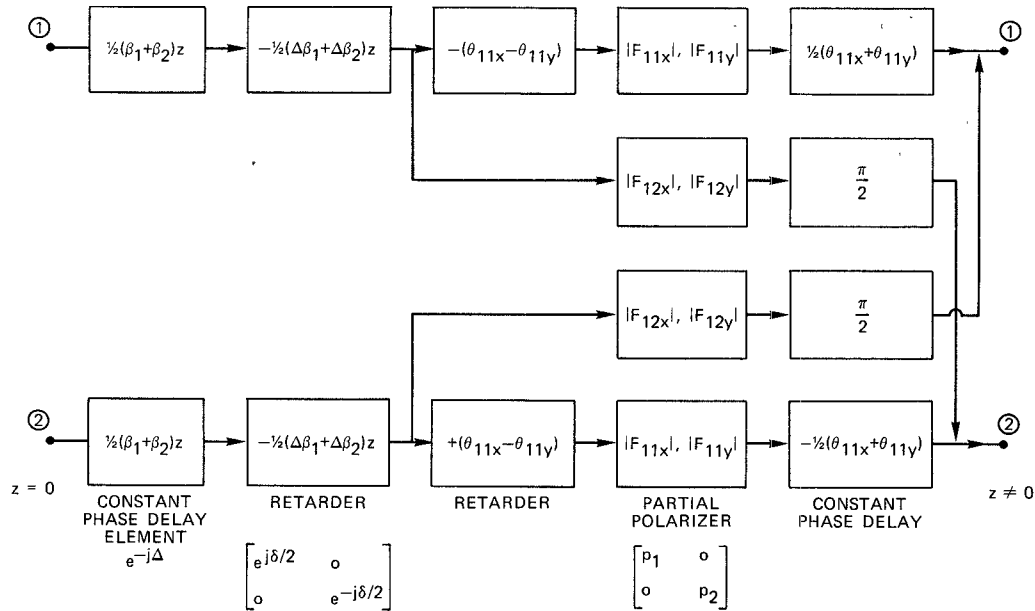 ①
½(β₁+β₂)z
−½(Δβ₁+Δβ₂)z
−(θ₁₁ₓ−θ₁₁y)
|F₁₁ₓ|, |F₁₁y|
½(θ₁₁ₓ+θ₁₁y)
①
|F₁₂ₓ|, |F₁₂y|
π/2
|F₁₂ₓ|, |F₁₂y|
π/2
②
½(β₁+β₂)z
−½(Δβ₁+Δβ₂)z
+(θ₁₁ₓ−θ₁₁y)
|F₁₁ₓ|, |F₁₁y|
−½(θ₁₁ₓ+θ₁₁y)
②
z = 0
z ≠ 0
CONSTANT
PHASE DELAY
ELEMENT
e^−jΔ
RETARDER
[e^jδ/2 o
o e^−jδ/2]
RETARDER
PARTIAL
POLARIZER
[p₁ o
o p₂]
CONSTANT
PHASE DELAY